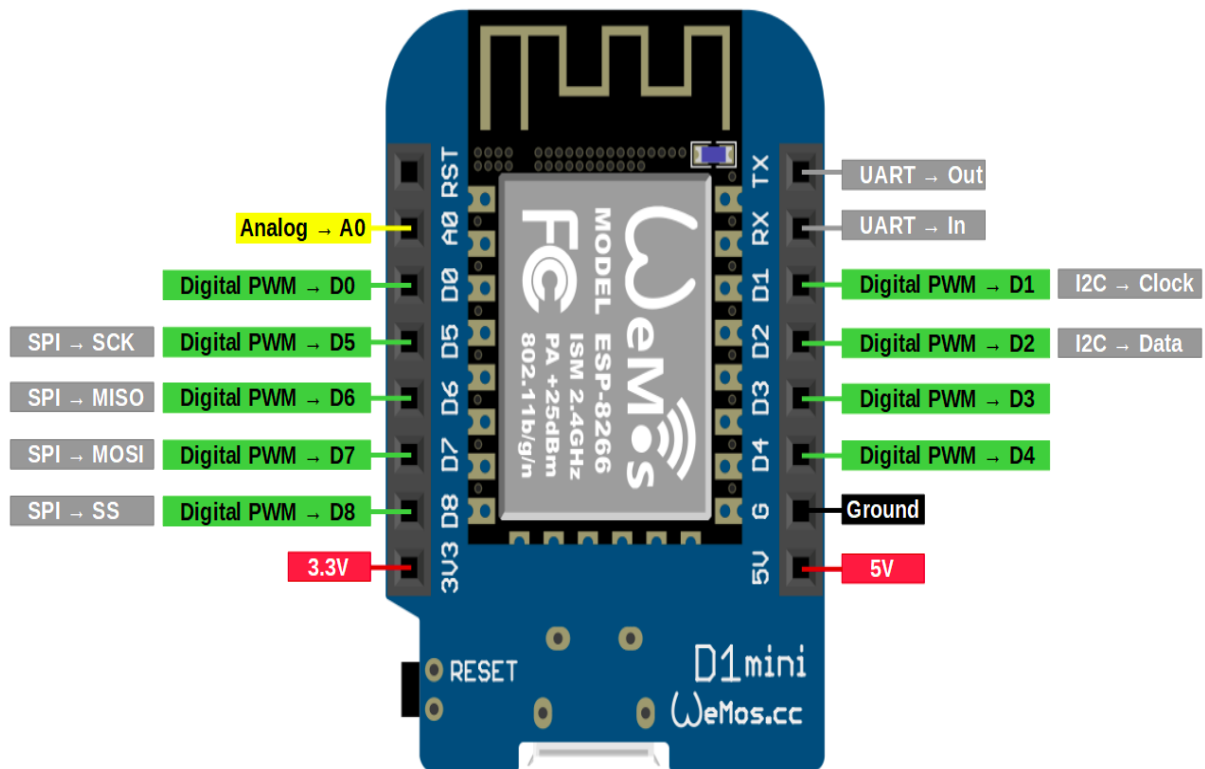 RST
TX
UART → Out
Analog → A0
A0
RX
UART → In
Digital PWM → D0
D0
D1
Digital PWM → D1
I2C → Clock
SPI → SCK
Digital PWM → D5
D5
D2
Digital PWM → D2
I2C → Data
SPI → MISO
Digital PWM → D6
D6
D3
Digital PWM → D3
SPI → MOSI
Digital PWM → D7
D7
D4
Digital PWM → D4
SPI → SS
Digital PWM → D8
D8
G
Ground
3.3V
3V3
5V
5V
WeMos
MODEL ESP-8266
ISM 2.4GHz
PA +25dBm
802.11b/g/n
FC
RESET
D1 mini
WeMos.cc